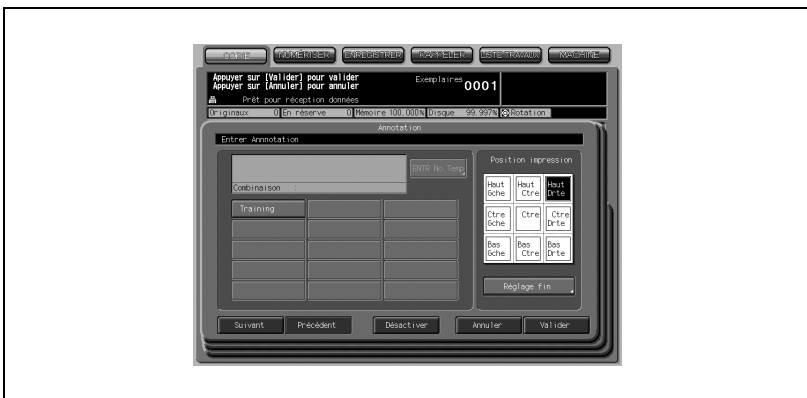 COPIE NUMÉRISER ENREGISTRER RAPPELER LISTE TRAVAUX MACHINE
Appuyer sur [Valider] pour valider
Appuyer sur [Annuler] pour annuler
Exemplaires 0001
Prêt pour réception données
Originaux 0 En réserve 0 Mémoire 100.000% Disque 99.997% Rotation
Annotation
Entrer Annnotation
ENTR No. Temp
Combinaison :
Training
Position impression
Haut Gche
Haut Ctre
Haut Drte
Ctre Gche
Ctre
Ctre Drte
Bas Gche
Bas Ctre
Bas Drte
Réglage fin
Suivant Précédent Désactiver Annuler Valider